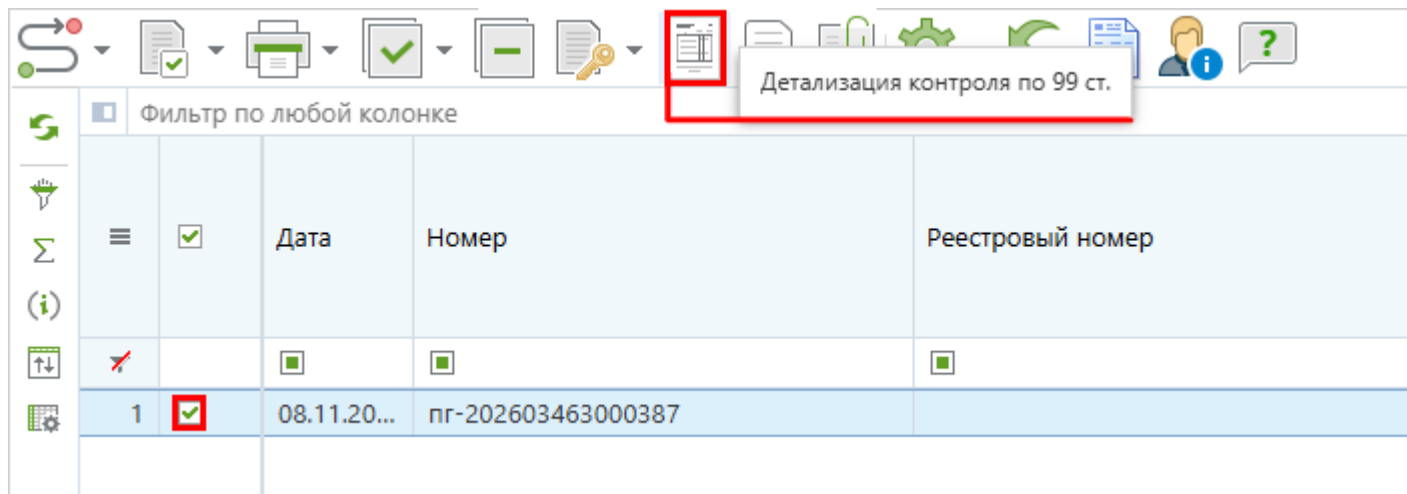 ?
i
Детализация контроля по 99 ст.
Фильтр по любой колонке
Дата Номер Реестровый номер
Σ
(i)
1 08.11.20... пг-202603463000387